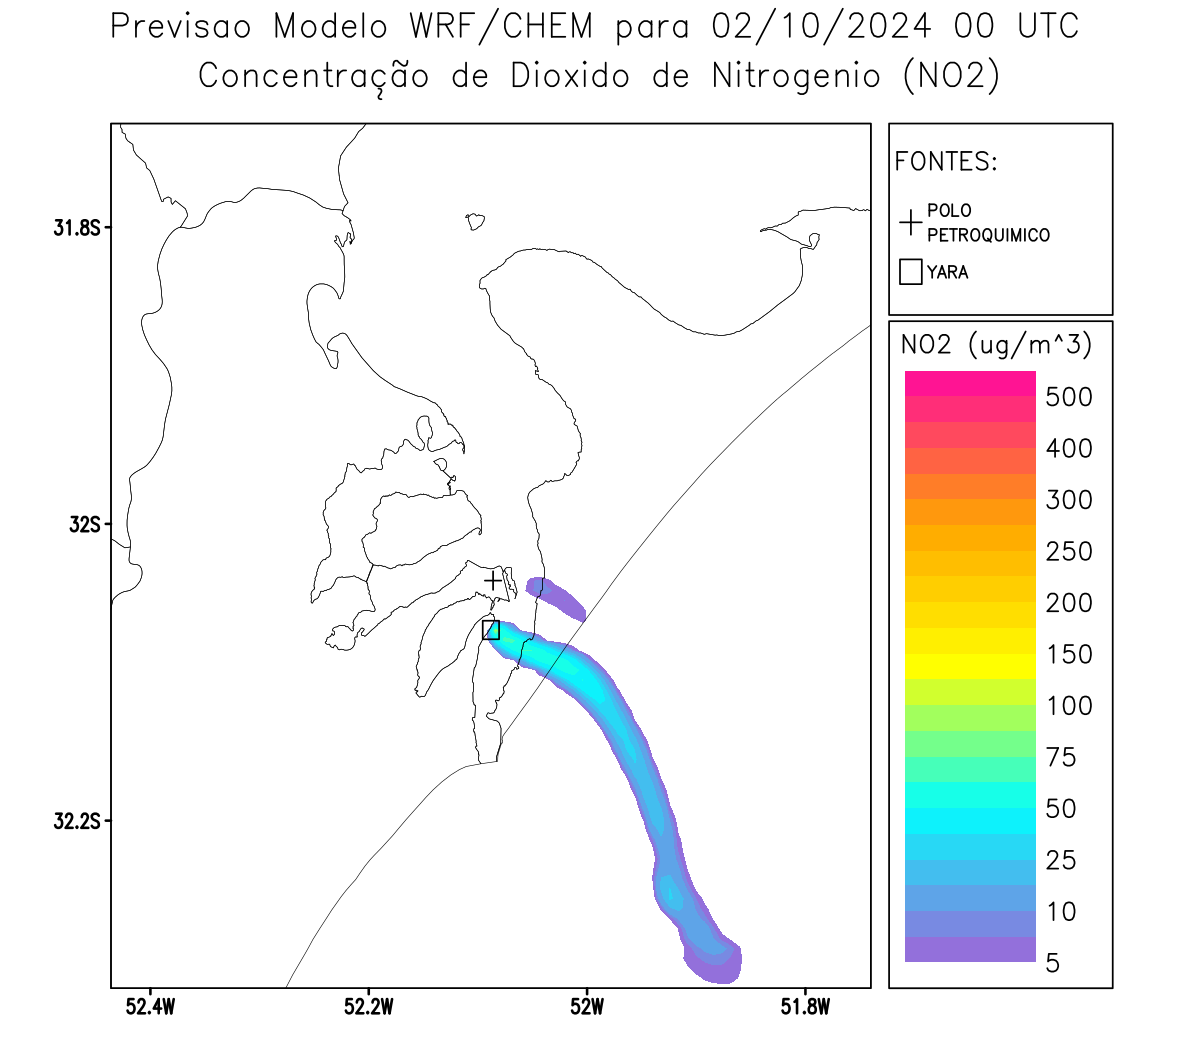 Previsao Modelo WRF/CHEM para 02/10/2024 00 UTC
Concentração de Dioxido de Nitrogenio (NO2)
FONTES:
POLO
PETROQUIMICO
YARA
NO2 (ug/m^3)
500
400
300
250
200
150
100
75
50
25
10
5
31.8S
32S
32.2S
52.4W
52.2W
52W
51.8W